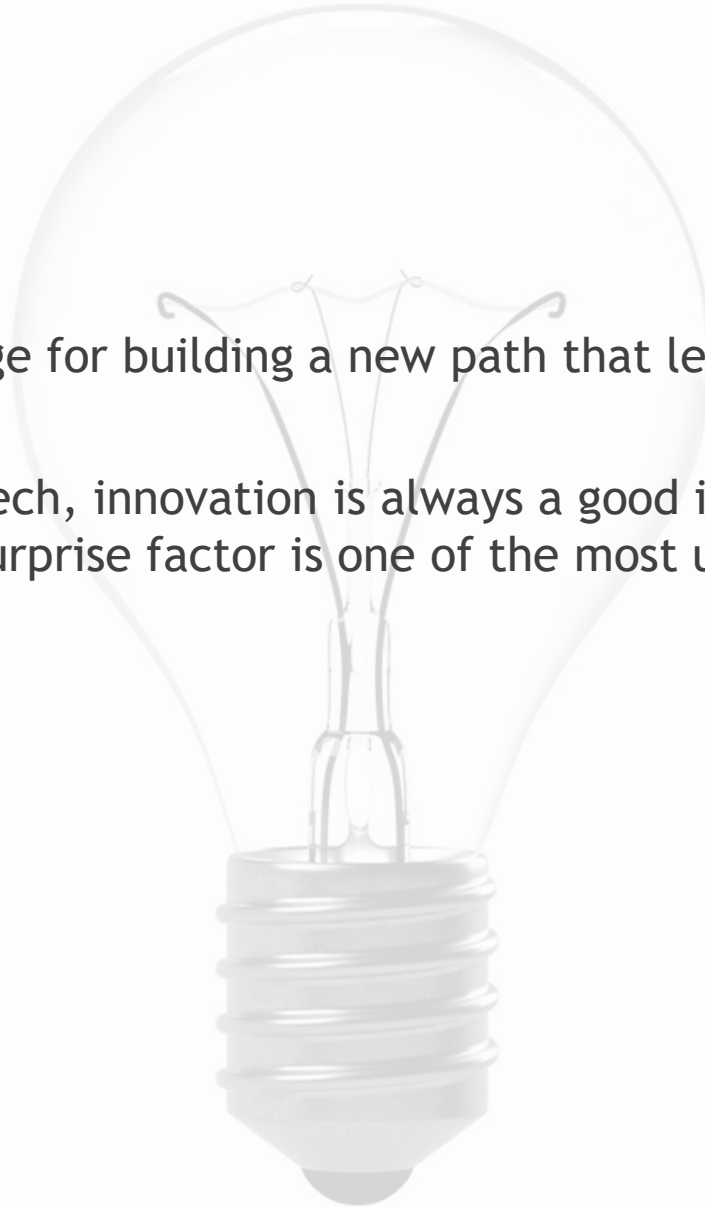 ge for building a new path that le
ech, innovation is always a good i
urprise factor is one of the most u